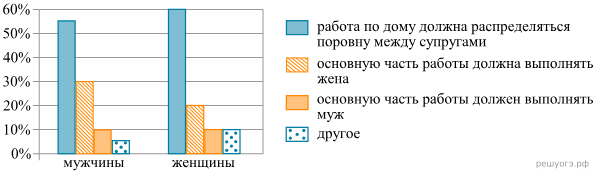 60%
50%
40%
30%
20%
10%
0%
мужчины
женщины
работа по дому должна распределяться
поровну между супругами
основную часть работы должна выполнять
жена
основную часть работы должен выполнять
муж
другое
решуогэ.рф